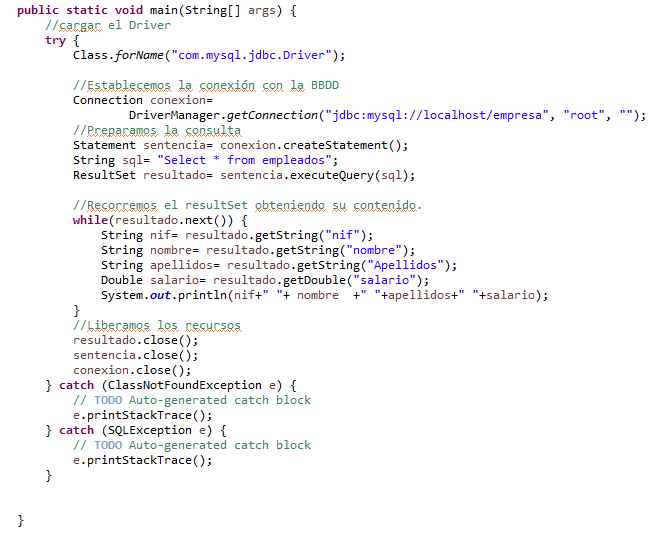 public static void main(String[] args) {
    //cargar el Driver
    try {
        Class.forName("com.mysql.jdbc.Driver");

        //Establecemos la conexión con la BBDD
        Connection conexion=
                DriverManager.getConnection("jdbc:mysql://localhost/empresa", "root", "");
        //Preparamos la consulta
        Statement sentencia= conexion.createStatement();
        String sql= "Select * from empleados";
        ResultSet resultado= sentencia.executeQuery(sql);

        //Recorremos el resultSet obteniendo su contenido.
        while(resultado.next()) {
            String nif= resultado.getString("nif");
            String nombre= resultado.getString("nombre");
            String apellidos= resultado.getString("Apellidos");
            Double salario= resultado.getDouble("salario");
            System.out.println(nif+" "+ nombre  +" "+apellidos+" "+salario);
        }
        //Liberamos los recursos
        resultado.close();
        sentencia.close();
        conexion.close();
    } catch (ClassNotFoundException e) {
        // TODO Auto-generated catch block
        e.printStackTrace();
    } catch (SQLException e) {
        // TODO Auto-generated catch block
        e.printStackTrace();
    }


}